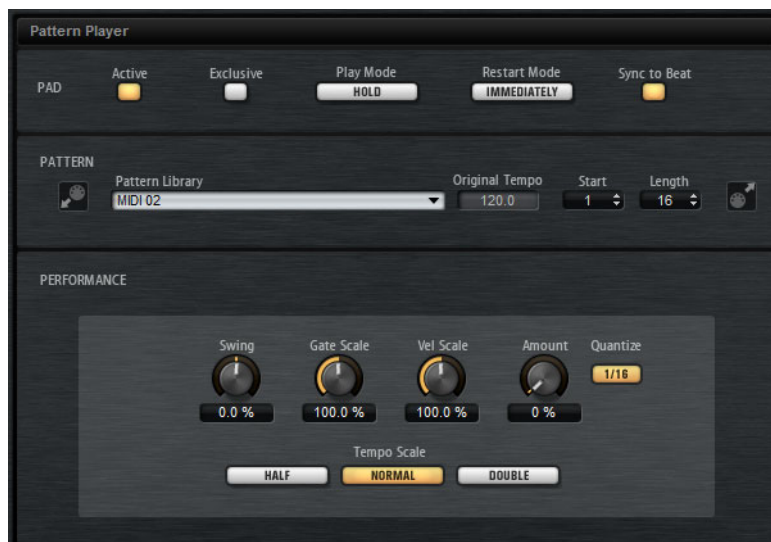 Pattern Player
Active Exclusive Play Mode Restart Mode Sync to Beat
PAD HOLD IMMEDIATELY
PATTERN
Pattern Library Original Tempo Start Length
MIDI 02 120.0 1 16
PERFORMANCE
Swing Gate Scale Vel Scale Amount Quantize
1/16
0.0 % 100.0 % 100.0 % 0 %
Tempo Scale
HALF NORMAL DOUBLE